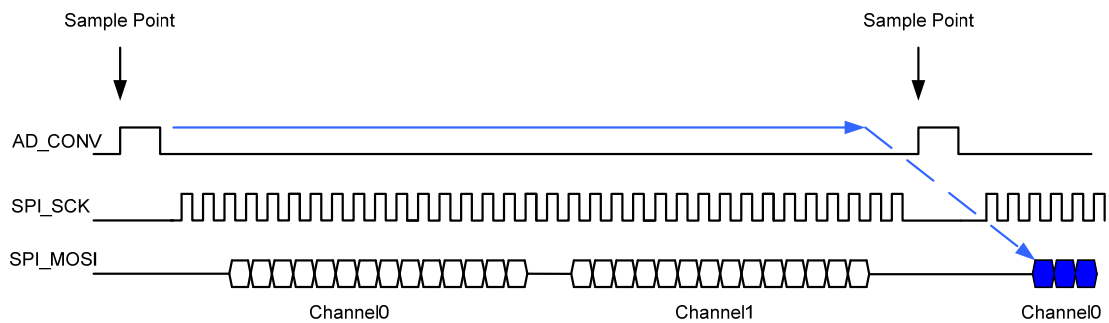 Sample Point Sample Point
AD_CONV
SPI_SCK
SPI_MOSI
Channel0 Channel1 Channel0